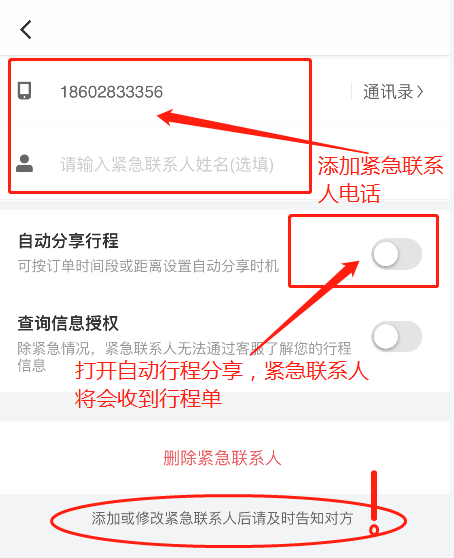 18602833356
通讯录
请输入紧急联系人姓名(选填)
添加紧急联系
人电话
自动分享行程
可按订单时间段或距离设置自动分享时机
查询信息授权
除紧急情况，紧急联系人无法通过客服了解您的行程
信息
打开自动行程分享，紧急联系人
将会收到行程单
删除紧急联系人
添加或修改紧急联系人后请及时告知对方
!